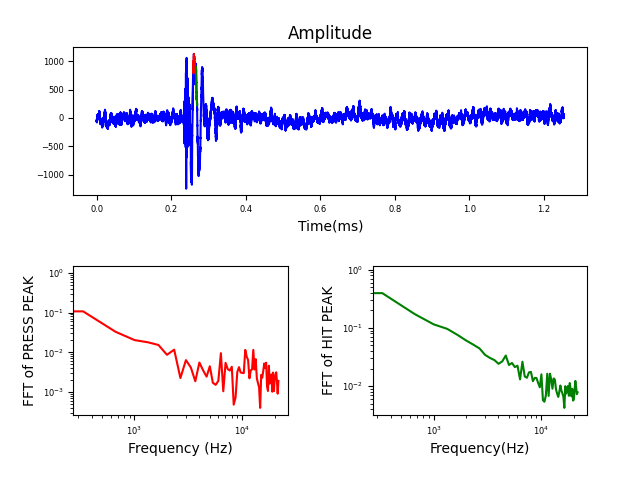 Amplitude
1000
500
0
−500
−1000
0.0 0.2 0.4 0.6 0.8 1.0 1.2
Time(ms)
FFT of PRESS PEAK
10⁰
10⁻¹
10⁻²
10⁻³
10³ 10⁴
Frequency (Hz)
FFT of HIT PEAK
10⁰
10⁻¹
10⁻²
10³ 10⁴
Frequency(Hz)